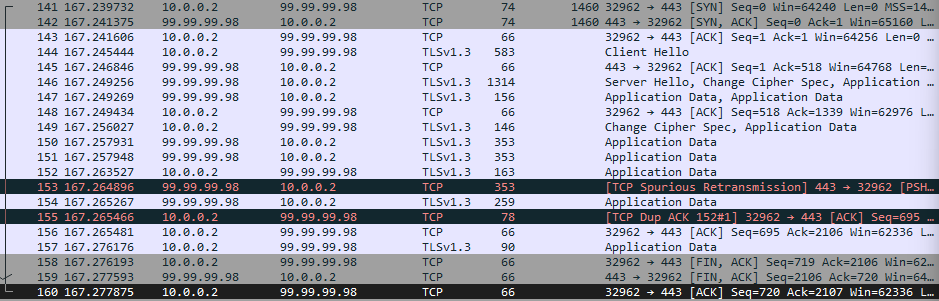 141 167.239732 10.0.0.2 99.99.99.98 TCP 74 1460 32962 → 443 [SYN] Seq=0 Win=64240 Len=0 MSS=14…
142 167.241375 99.99.99.98 10.0.0.2 TCP 74 1460 443 → 32962 [SYN, ACK] Seq=0 Ack=1 Win=65160 L…
143 167.241606 10.0.0.2 99.99.99.98 TCP 66 32962 → 443 [ACK] Seq=1 Ack=1 Win=64256 Len=0 …
144 167.245444 10.0.0.2 99.99.99.98 TLSv1.3 583 Client Hello
145 167.246846 99.99.99.98 10.0.0.2 TCP 66 443 → 32962 [ACK] Seq=1 Ack=518 Win=64768 Len=…
146 167.249256 99.99.99.98 10.0.0.2 TLSv1.3 1314 Server Hello, Change Cipher Spec, Application …
147 167.249269 99.99.99.98 10.0.0.2 TLSv1.3 156 Application Data, Application Data
148 167.249434 10.0.0.2 99.99.99.98 TCP 66 32962 → 443 [ACK] Seq=518 Ack=1339 Win=62976 L…
149 167.256027 10.0.0.2 99.99.99.98 TLSv1.3 146 Change Cipher Spec, Application Data
150 167.257931 99.99.99.98 10.0.0.2 TLSv1.3 353 Application Data
151 167.257948 99.99.99.98 10.0.0.2 TLSv1.3 353 Application Data
152 167.263527 10.0.0.2 99.99.99.98 TLSv1.3 163 Application Data
153 167.264896 99.99.99.98 10.0.0.2 TCP 353 [TCP Spurious Retransmission] 443 → 32962 [PSH…
154 167.265267 99.99.99.98 10.0.0.2 TLSv1.3 259 Application Data
155 167.265466 10.0.0.2 99.99.99.98 TCP 78 [TCP Dup ACK 152#1] 32962 → 443 [ACK] Seq=695 …
156 167.265481 10.0.0.2 99.99.99.98 TCP 66 32962 → 443 [ACK] Seq=695 Ack=2106 Win=62336 L…
157 167.276176 10.0.0.2 99.99.99.98 TLSv1.3 90 Application Data
158 167.276193 10.0.0.2 99.99.99.98 TCP 66 32962 → 443 [FIN, ACK] Seq=719 Ack=2106 Win=62…
159 167.277593 99.99.99.98 10.0.0.2 TCP 66 443 → 32962 [FIN, ACK] Seq=2106 Ack=720 Win=64…
160 167.277875 10.0.0.2 99.99.99.98 TCP 66 32962 → 443 [ACK] Seq=720 Ack=2107 Win=62336 L…